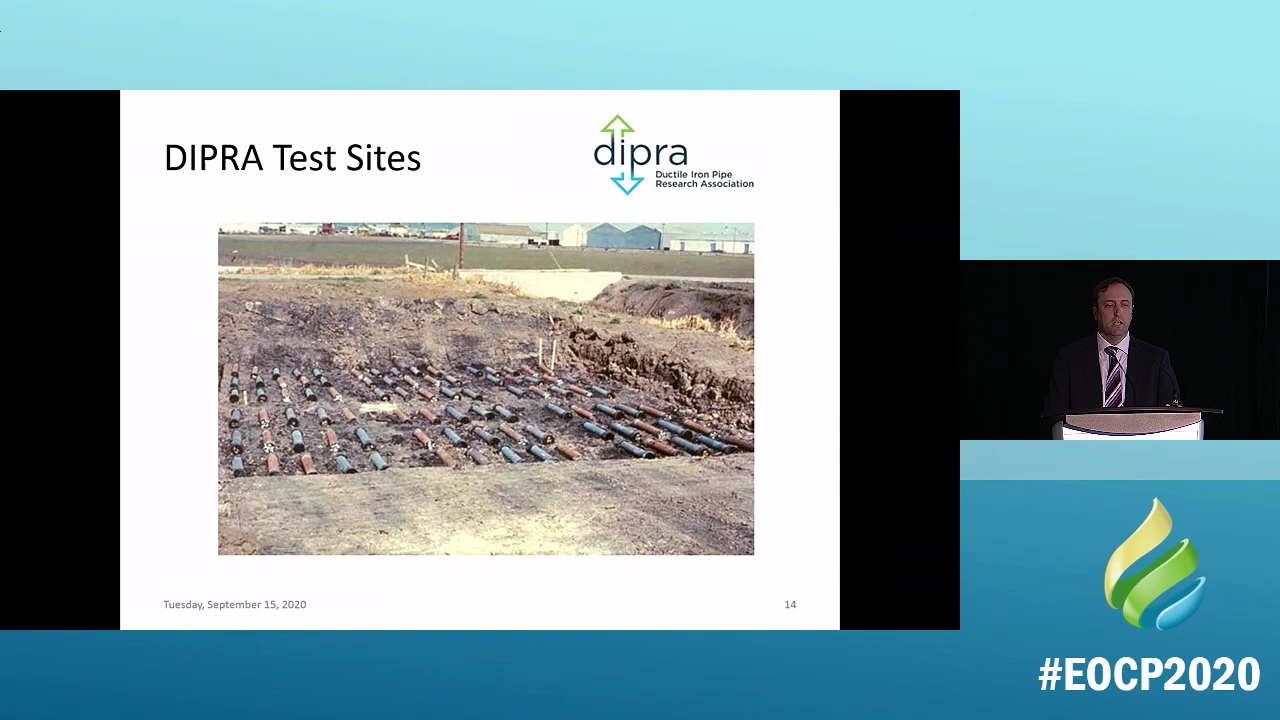 DIPRA Test Sites
dipra
Ductile Iron Pipe
Research Association
Tuesday, September 15, 2020
14
#EOCP2020